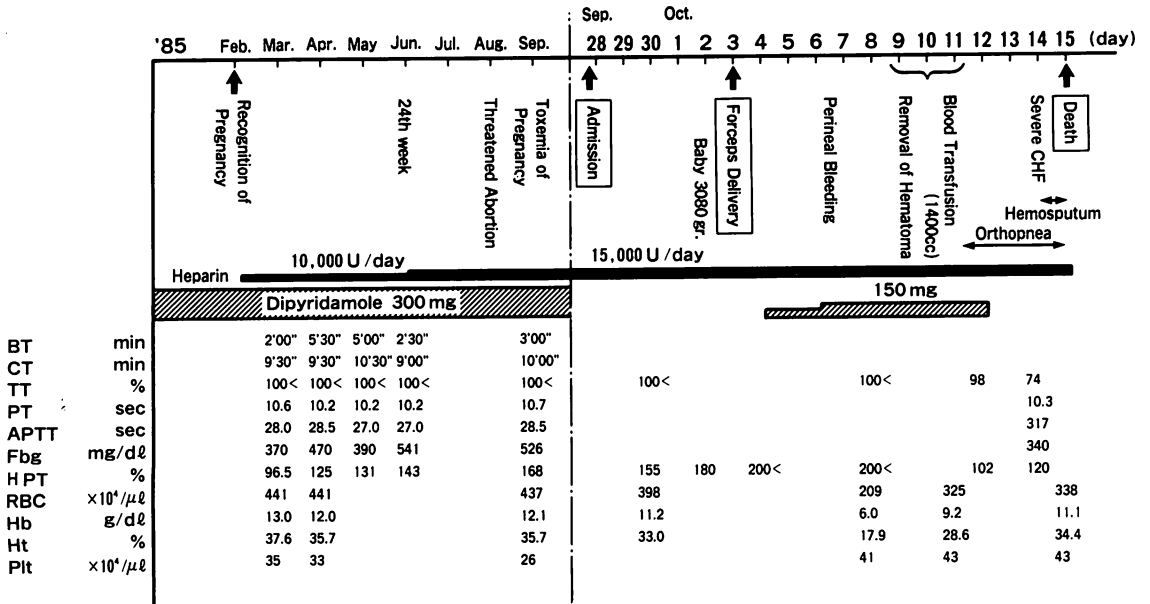 Sep. Oct.
'85 Feb. Mar. Apr. May Jun. Jul. Aug. Sep. 28 29 30 1 2 3 4 5 6 7 8 9 10 11 12 13 14 15 (day)
Recognition of
Pregnancy
24th week
Threatened Abortion
Toxemia of
Pregnancy
Admission
Forceps Delivery
Baby 3080 gr.
Perineal Bleeding
Removal of Hematoma
Blood Transfusion
(1400cc)
Severe CHF
Death
Hemosputum
Orthopnea
Heparin 10,000 U /day 15,000 U /day
Dipyridamole 300 mg 150 mg
BT min 2'00" 5'30" 5'00" 2'30" 3'00"
CT min 9'30" 9'30" 10'30" 9'00" 10'00"
TT % 100< 100< 100< 100< 100< 100< 100< 98 74
PT sec 10.6 10.2 10.2 10.2 10.7 10.3
APTT sec 28.0 28.5 27.0 27.0 28.5 317
Fbg mg/dℓ 370 470 390 541 526 340
HPT % 96.5 125 131 143 168 155 180 200< 200< 102 120
RBC ×10⁴/μℓ 441 441 437 398 209 325 338
Hb g/dℓ 13.0 12.0 12.1 11.2 6.0 9.2 11.1
Ht % 37.6 35.7 35.7 33.0 17.9 28.6 34.4
Plt ×10⁴/μℓ 35 33 26 41 43 43